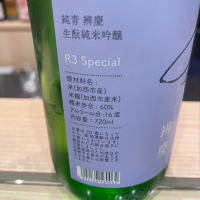 純青 辨慶
生酛純米吟醸
R3 Special
原材料名:
米(加西市産)
米麹(加西市産米)
精米歩合:60%
アルコール分:16度
内容量:720ml
辨慶